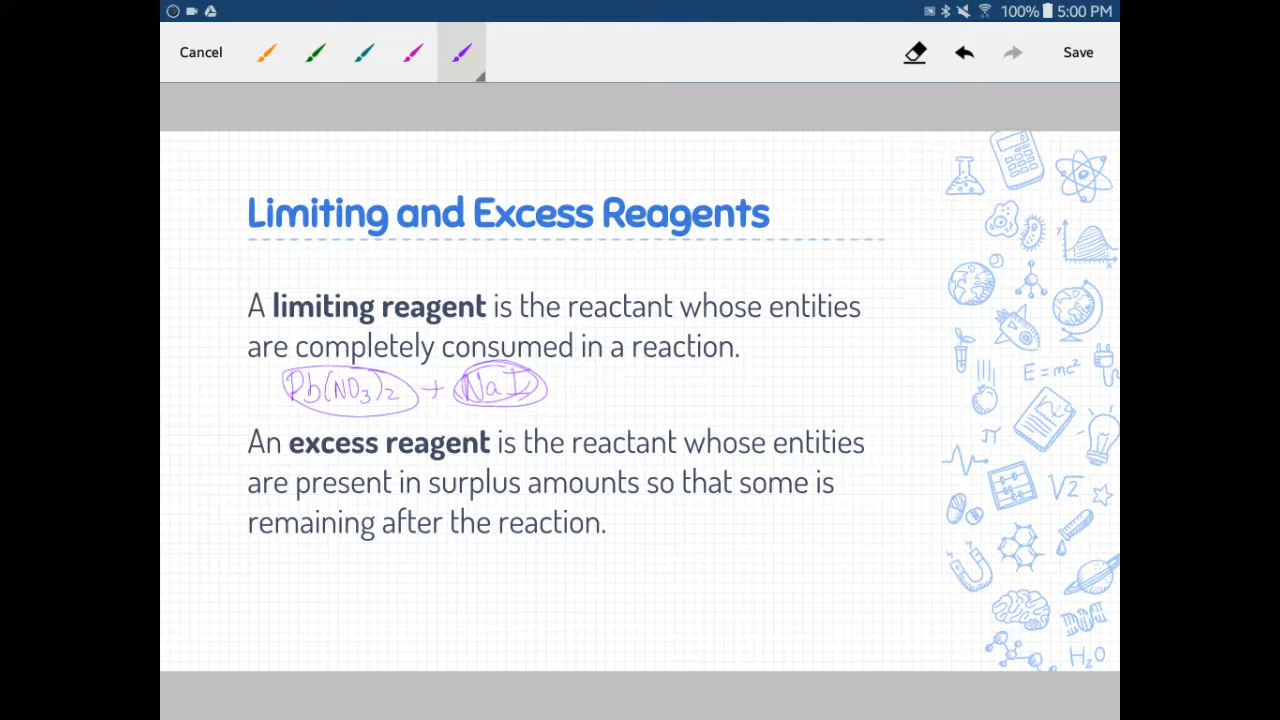 100% 5:00 PM
Cancel Save
Limiting and Excess Reagents
A limiting reagent is the reactant whose entities
are completely consumed in a reaction.
Pb(NO3)2 + NaI
An excess reagent is the reactant whose entities
are present in surplus amounts so that some is
remaining after the reaction.
y
x
E = mc²
π
√2
H₂O